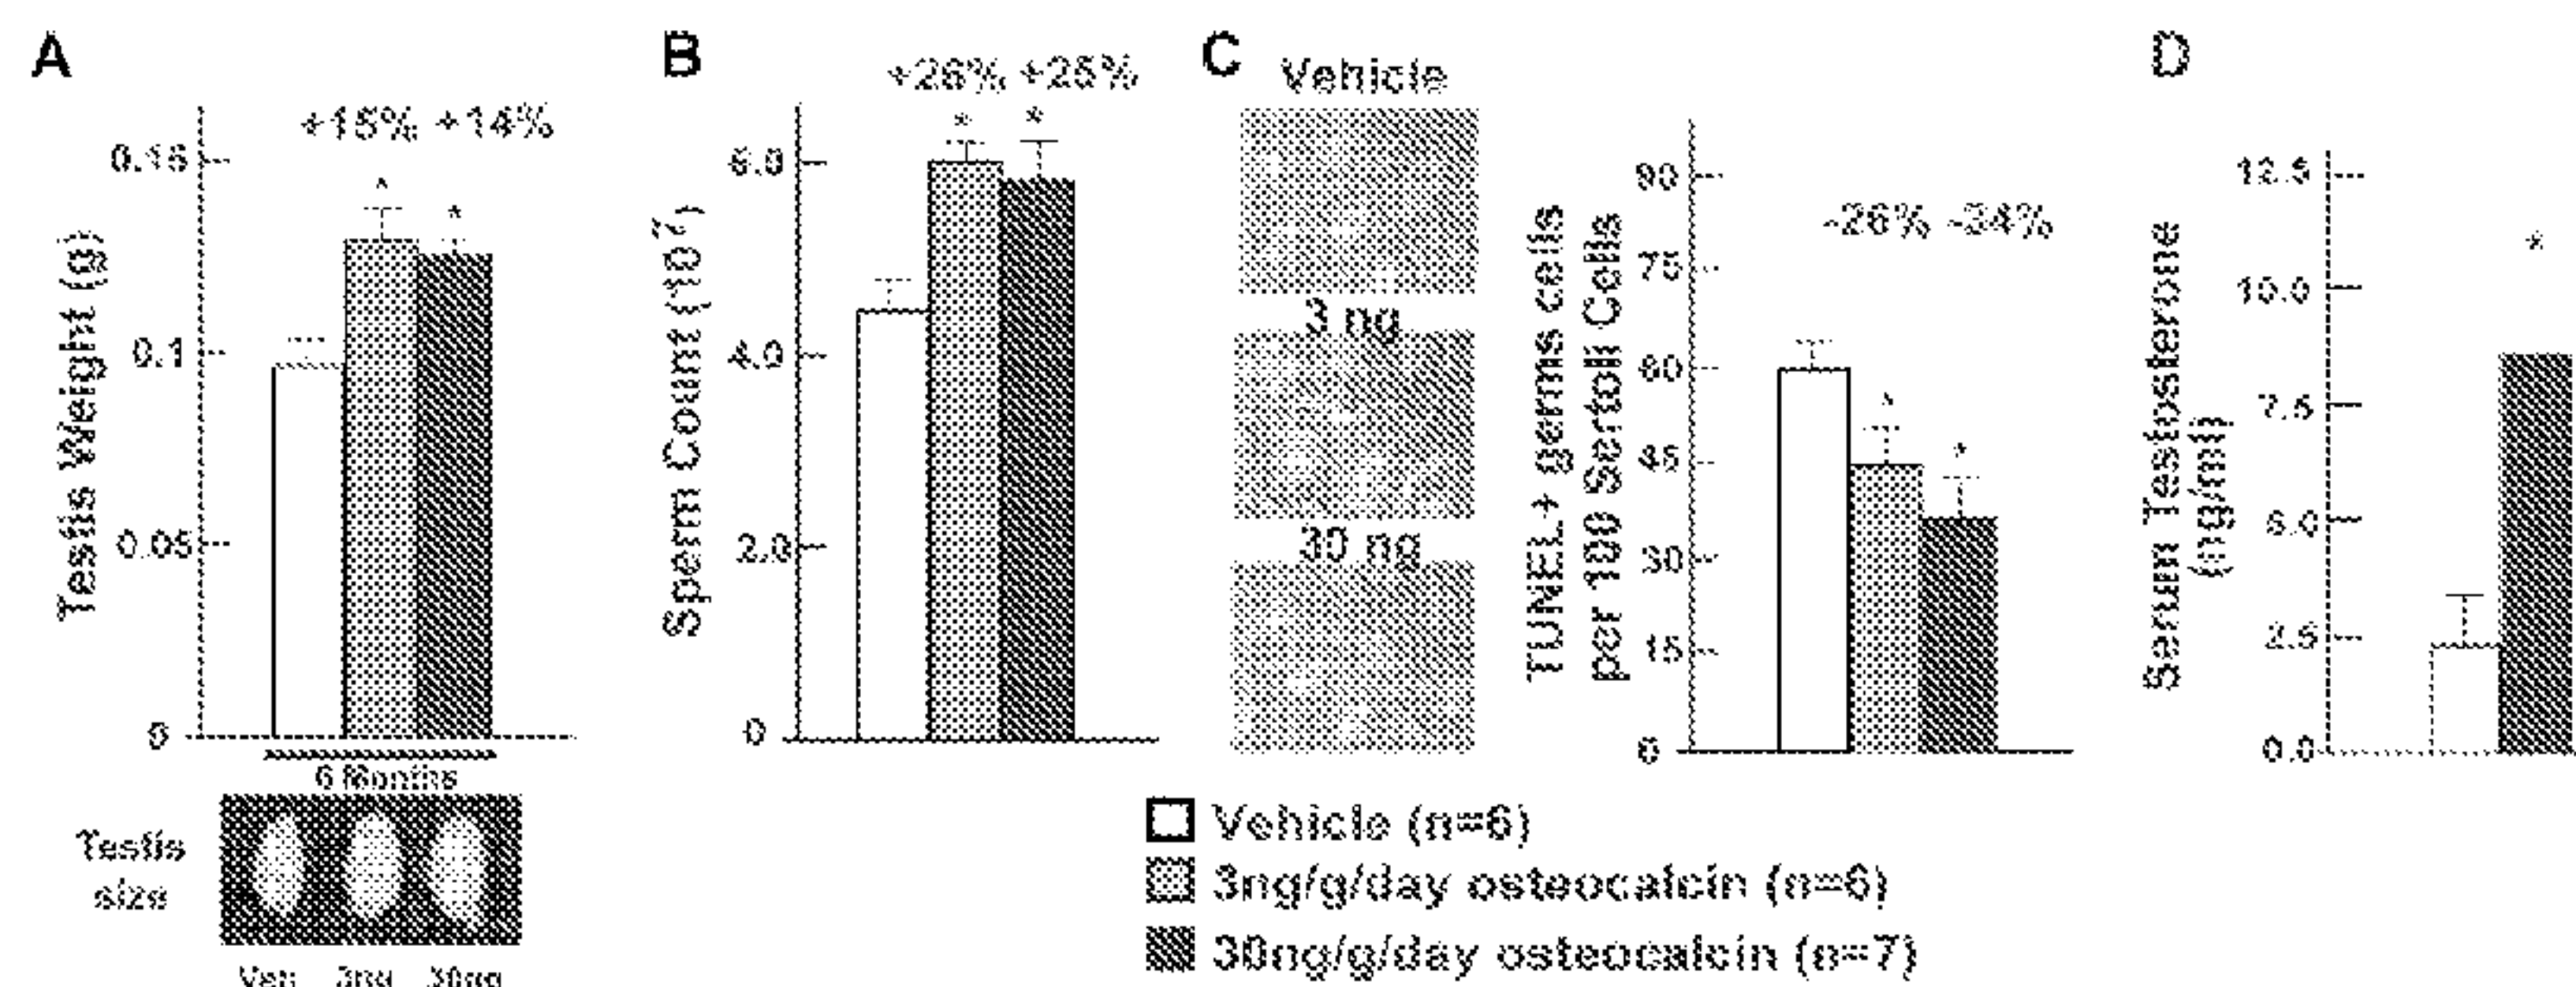 A
+15% +14%
0.15
0.1
0.05
0
Testis Weight (g)
*
*
6 Months
Testis
size
Veh 3ng 30ng
B
+26% +25%
*
*
6.0
4.0
2.0
0
Sperm Count (10⁷)
C
Vehicle
3 ng
30 ng
TUNEL+ germs cells
per 100 Sertoli Cells
90
75
60
45
30
15
0
-26% -34%
*
*
D
Serum Testosterone
(ng/ml)
12.5
10.0
7.5
5.0
2.5
0.0
*
Vehicle (n=6)
3ng/g/day osteocalcin (n=6)
30ng/g/day osteocalcin (n=7)